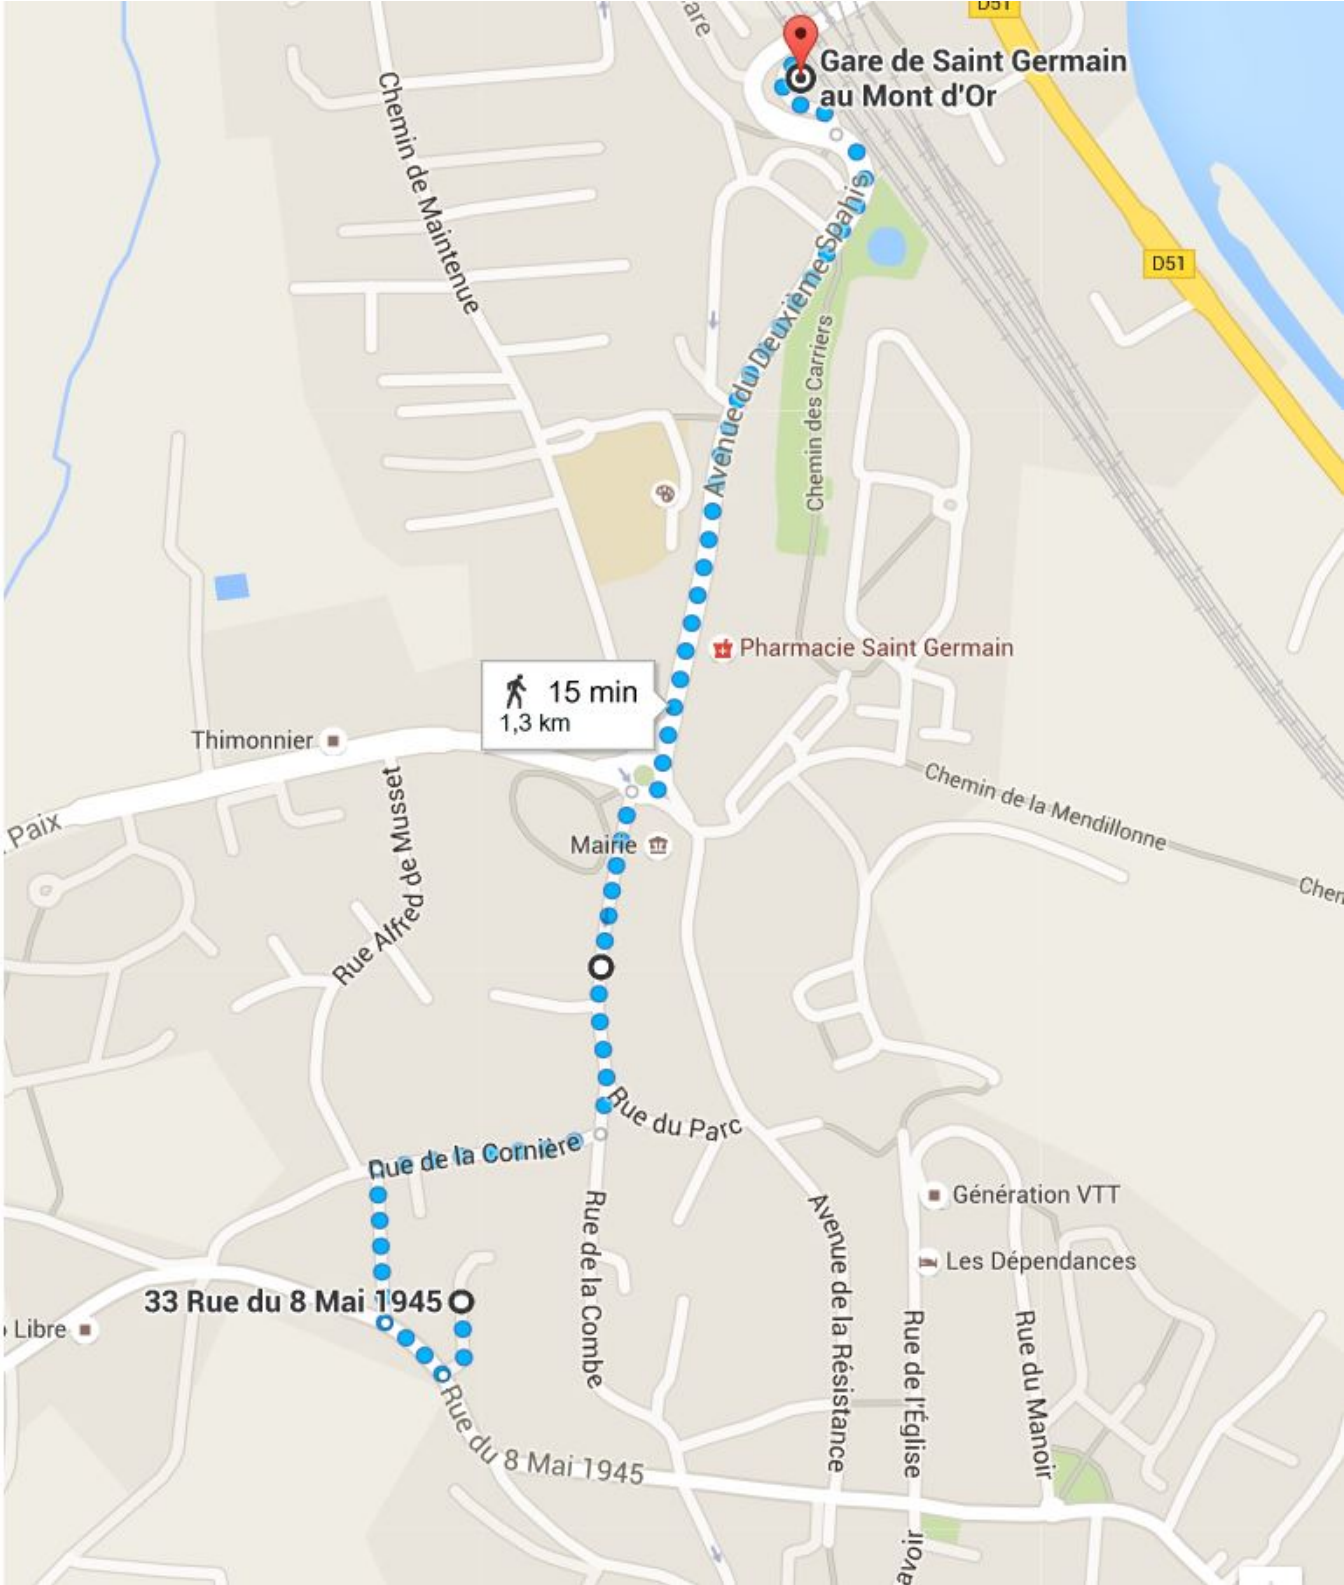 D51
are
Gare de Saint Germain
au Mont d'Or
Chemin de Maintenue
Avenue du Deuxième Spahis
D51
Chemin des Carriers
Pharmacie Saint Germain
15 min
1,3 km
Thimonnier
Paix
Rue Alfred de Musset
Chemin de la Mendillonne
Mairie
Chen
Rue du Parc
Rue de la Cornière
Génération VTT
Rue de la Combe
Avenue de la Résistance
Les Dépendances
33 Rue du 8 Mai 1945
Libre
Rue de l'Église
Rue du Manoir
Rue du 8 Mai 1945
avoir